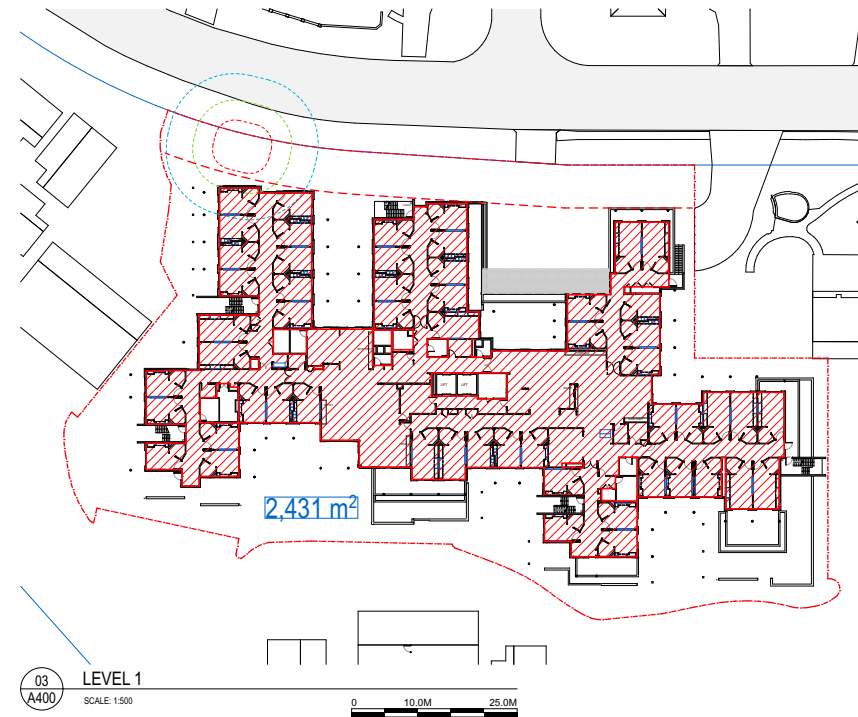 LIFT LIFT
2,431 m²
03
A400
LEVEL 1
SCALE: 1:500
0 10.0M 25.0M